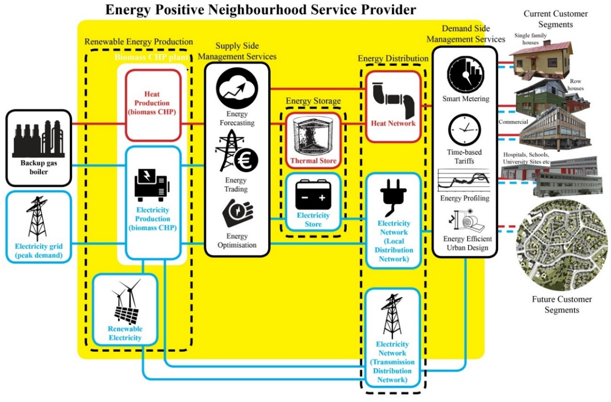 Energy Positive Neighbourhood Service Provider
Renewable Energy Production
Biomass CHP plant
Heat
Production
(biomass CHP)
Electricity
Production
(biomass CHP)
Renewable
Electricity
Backup gas
boiler
Electricity grid
(peak demand)
Supply Side
Management Services
Energy
Forecasting
Energy
Trading
Energy
Optimisation
Energy Storage
Thermal Store
Electricity
Store
Energy Distribution
Heat Network
Electricity
Network
(Local
Distribution
Network)
Electricity
Network
(Transmission
Distribution
Network)
Demand Side
Management Services
Smart Metering
Time-based
Tariffs
Energy Profiling
Energy Efficient
Urban Design
Current Customer
Segments
Single family
houses
Row
houses
Commercial
Hospitals, Schools,
University Sites etc
Future Customer
Segments